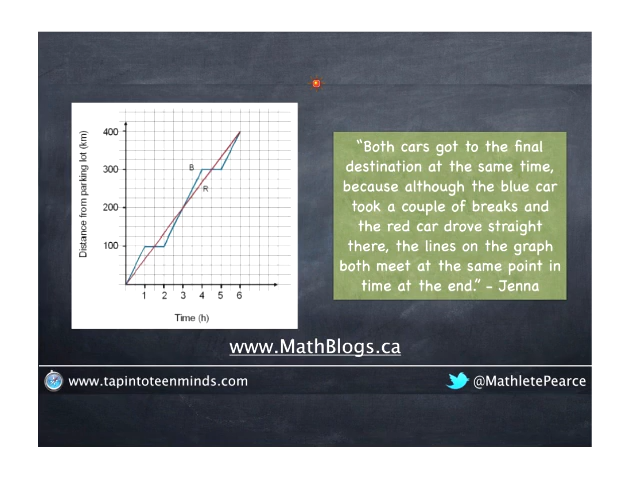 Distance from parking lot (km)
400
300
200
100
B
R
1 2 3 4 5 6
Time (h)
“Both cars got to the final
destination at the same time,
because although the blue car
took a couple of breaks and
the red car drove straight
there, the lines on the graph
both meet at the same point in
time at the end.” - Jenna
www.MathBlogs.ca
www.tapintoteenminds.com
@MathletePearce